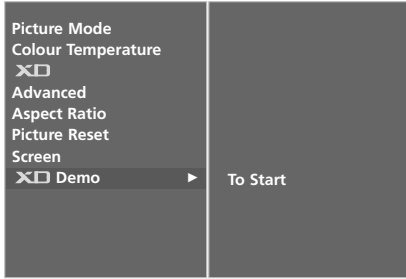 Picture Mode
Colour Temperature
XD
Advanced
Aspect Ratio
Picture Reset
Screen
XD Demo ►
To Start